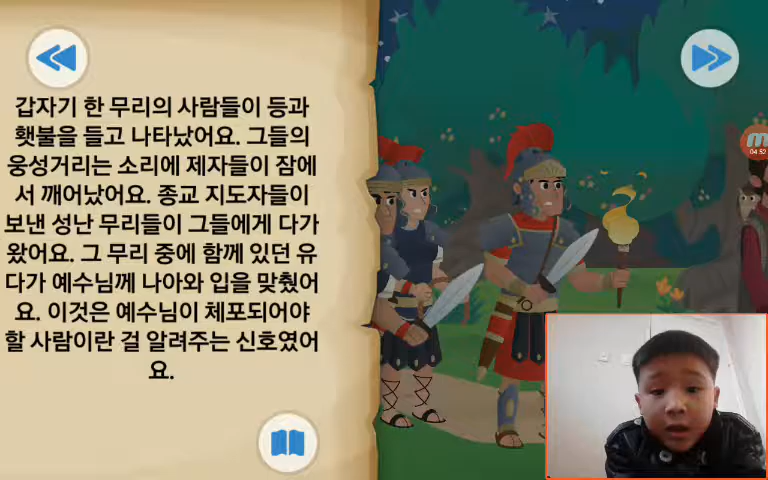 갑자기 한 무리의 사람들이 등과
횃불을 들고 나타났어요. 그들의
웅성거리는 소리에 제자들이 잠에
서 깨어났어요. 종교 지도자들이
보낸 성난 무리들이 그들에게 다가
왔어요. 그 무리 중에 함께 있던 유
다가 예수님께 나아와 입을 맞췄어
요. 이것은 예수님이 체포되어야
할 사람이란 걸 알려주는 신호였어
요.
04:52